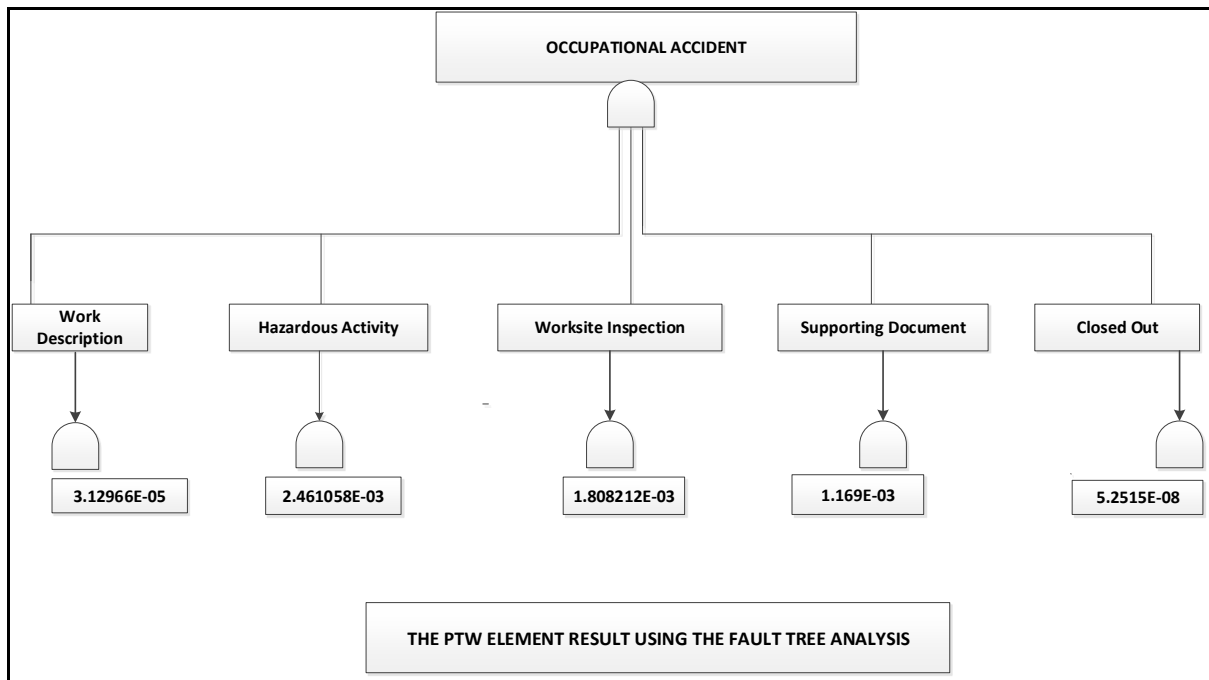 OCCUPATIONAL ACCIDENT
Work
Description
Hazardous Activity
Worksite Inspection
Supporting Document
Closed Out
3.12966E-05
2.461058E-03
1.808212E-03
1.169E-03
5.2515E-08
THE PTW ELEMENT RESULT USING THE FAULT TREE ANALYSIS